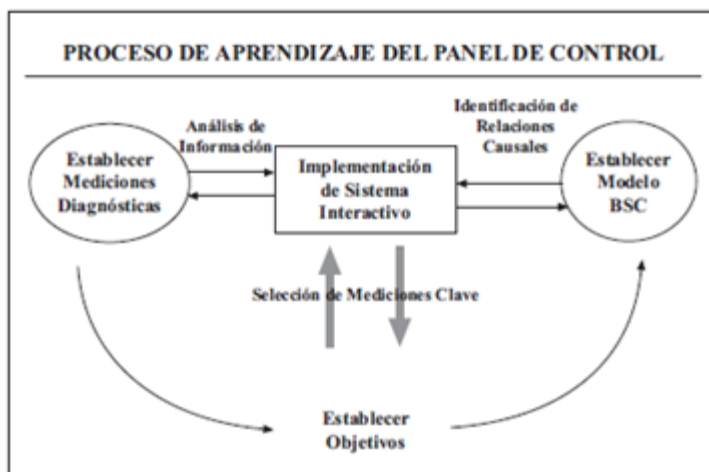 PROCESO DE APRENDIZAJE DEL PANEL DE CONTROL
Análisis de
Información
Identificación de
Relaciones
Causales
Establecer
Mediciones
Diagnósticas
Implementación
de Sistema
Interactivo
Establecer
Modelo
BSC
Selección de Mediciones Clave
Establecer
Objetivos